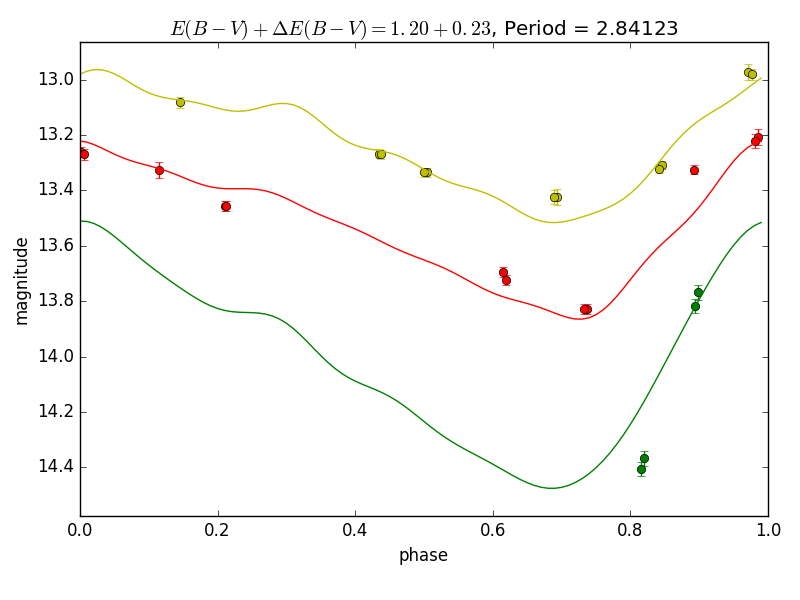 E(B − V) + ΔE(B − V) = 1.20 + 0.23, Period = 2.84123
13.0
13.2
13.4
13.6
13.8
14.0
14.2
14.4
magnitude
0.0 0.2 0.4 0.6 0.8 1.0
phase